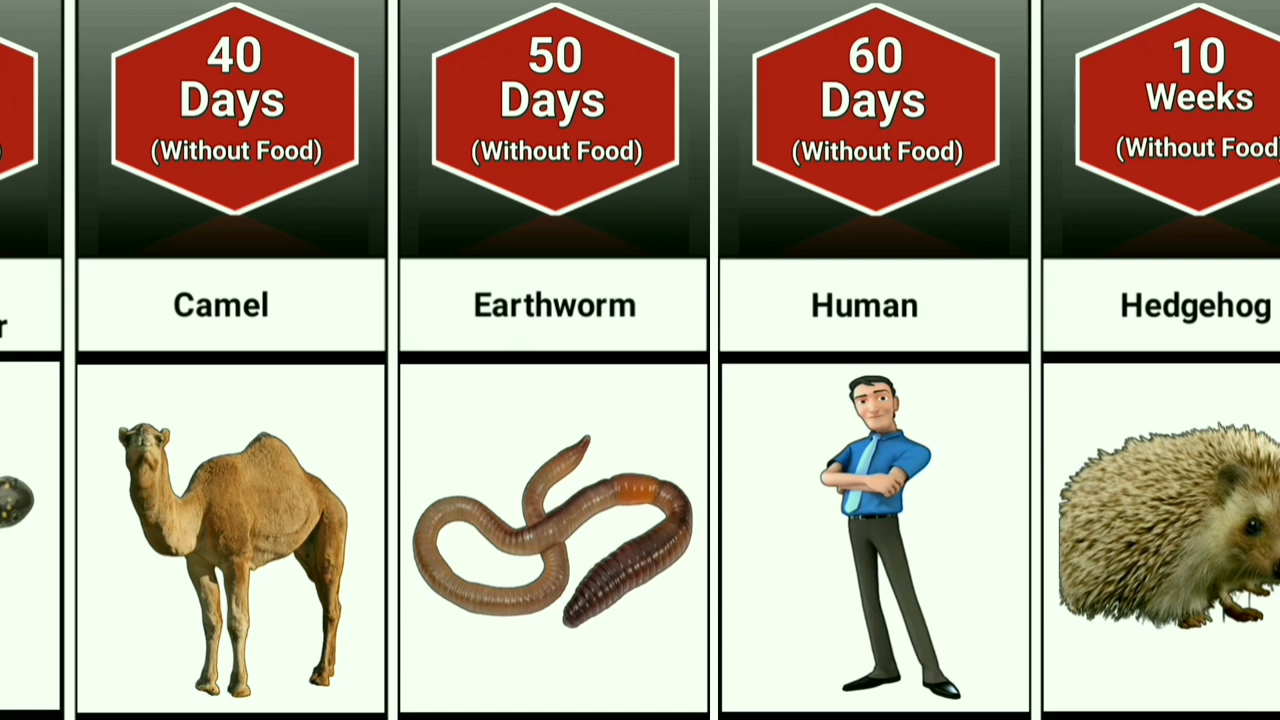 40
Days
(Without Food)
Camel
50
Days
(Without Food)
Earthworm
60
Days
(Without Food)
Human
10
Weeks
(Without Food)
Hedgehog